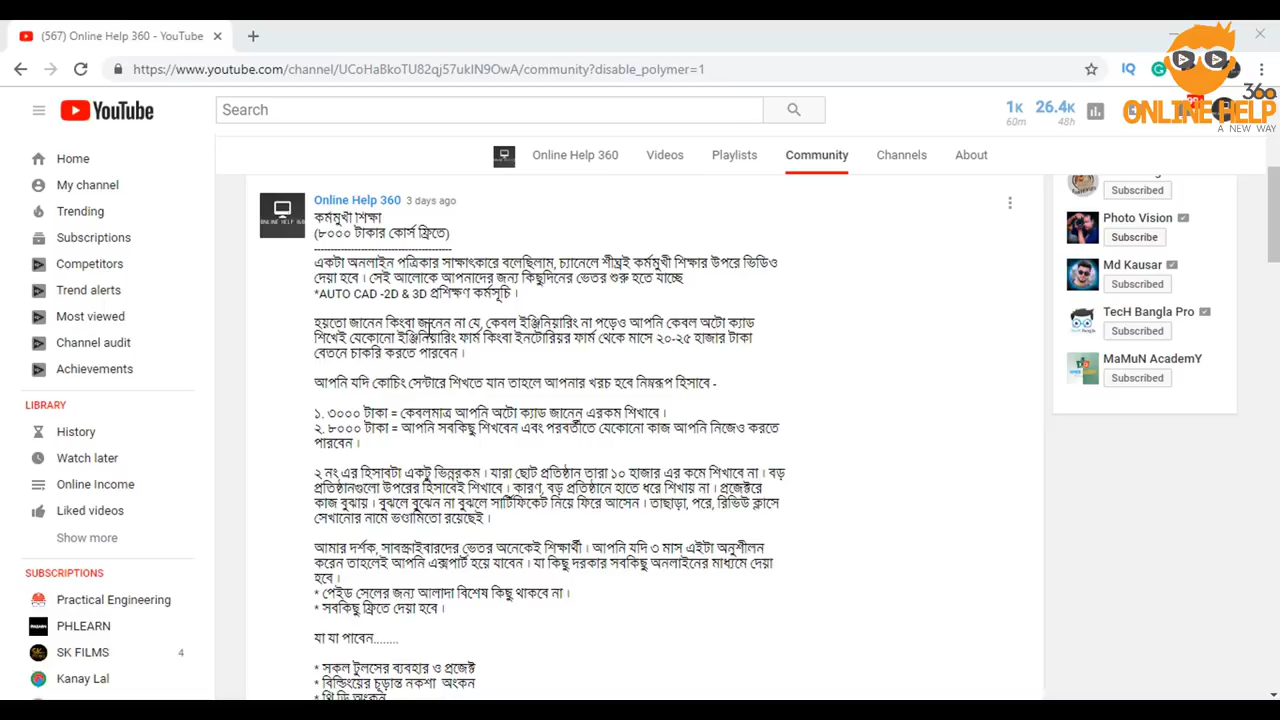 (567) Online Help 360 - YouTube
https://www.youtube.com/channel/UCoHaBkoTU82qj57uklN9OwA/community?disable_polymer=1
IQ
360
ONLINE HELP
A NEW WAY
YouTube
Search
1K 60m
26.4K 48h
Online Help 360 Videos Playlists Community Channels About
Home
My channel
Trending
Subscriptions
Competitors
Trend alerts
Most viewed
Channel audit
Achievements
LIBRARY
History
Watch later
Online Income
Liked videos
Show more
SUBSCRIPTIONS
Practical Engineering
PHLEARN
SK FILMS 4
Kanay Lal
Online Help 360 3 days ago
কর্মমুখী শিক্ষা
(৮০০০ টাকার কোর্স ফ্রিতে)
----------------------------------------
একটা অনলাইন পত্রিকার সাক্ষাৎকারে বলেছিলাম, চ্যানেলে শীঘ্রই কর্মমুখী শিক্ষার উপরে ভিডিও
দেয়া হবে। সেই আলোকে আপনাদের জন্য কিছুদিনের ভেতর শুরু হতে যাচ্ছে
*AUTO CAD -2D & 3D প্রশিক্ষণ কর্মসূচি।
হয়তো জানেন কিংবা জানেন না যে, কেবল ইঞ্জিনিয়ারিং না পড়েও আপনি কেবল অটো ক্যাড
শিখেই যেকোনো ইঞ্জিনিয়ারিং ফার্ম কিংবা ইনটোরিয়র ফার্ম থেকে মাসে ২০-২৫ হাজার টাকা
বেতনে চাকরি করতে পারবেন।
আপনি যদি কোচিং সেন্টারে শিখতে যান তাহলে আপনার খরচ হবে নিম্নরূপ হিসাবে -
১. ৩০০০ টাকা = কেবলমাত্র আপনি অটো ক্যাড জানেন এরকম শিখাবে।
২. ৮০০০ টাকা = আপনি সবকিছু শিখবেন এবং পরবর্তীতে যেকোনো কাজ আপনি নিজেও করতে
পারবেন।
২ নং এর হিসাবটা একটু ভিন্নরকম। যারা ছোট প্রতিষ্ঠান তারা ১০ হাজার এর কমে শিখাবে না। বড়
প্রতিষ্ঠানগুলো উপরের হিসাবেই শিখাবে। কারণ, বড় প্রতিষ্ঠানে হাতে ধরে শিখায় না। প্রজেক্টরে
কাজ বুঝায়। বুঝলে বুঝেন না বুঝলে সার্টিফিকেট নিয়ে ফিরে আসেন। তাছাড়া, পরে, রিভিউ ক্লাসে
সেখানোর নামে ভণ্ডামিতো রয়েছেই।
আমার দর্শক, সাবস্ক্রাইবারদের ভেতর অনেকেই শিক্ষার্থী। আপনি যদি ৩ মাস এইটা অনুশীলন
করেন তাহলেই আপনি এক্সপার্ট হয়ে যাবেন। যা কিছু দরকার সবকিছু অনলাইনের মাধ্যমে দেয়া
হবে।
* পেইড সেলের জন্য আলাদা বিশেষ কিছু থাকবে না।
* সবকিছু ফ্রিতে দেয়া হবে।
যা যা পাবেন........
* সকল টুলসের ব্যবহার ও প্রজেক্ট
* বিল্ডিংয়ের চূড়ান্ত নকশা অংকন
* থ্রি ডি অংকন
Subscribed
Photo Vision
Subscribe
Md Kausar
Subscribed
TecH Bangla Pro
Subscribed
MaMuN AcademY
Subscribed